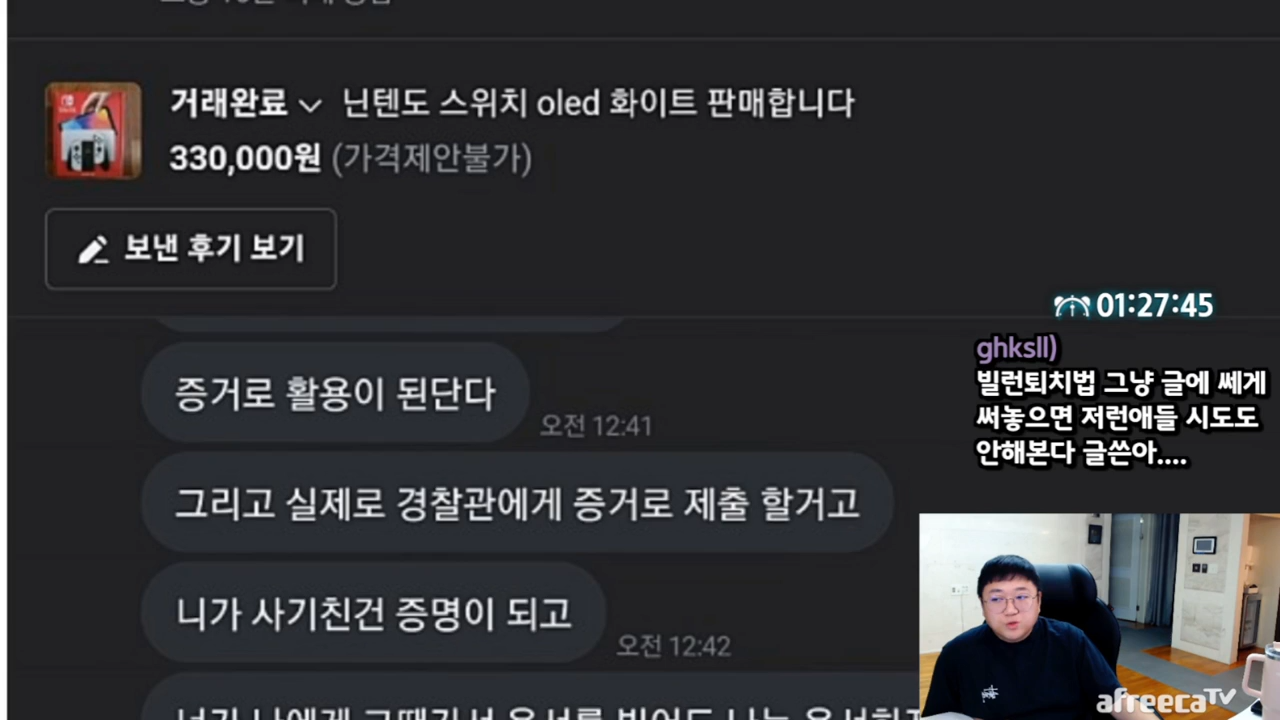 거래완료 닌텐도 스위치 oled 화이트 판매합니다
330,000원 (가격제안불가)
보낸 후기 보기
01:27:45
ghksll)
빌런퇴치법 그냥 글에 쎄게
써놓으면 저런애들 시도도
안해본다 글쓴아....
증거로 활용이 된단다
오전 12:41
그리고 실제로 경찰관에게 증거로 제출 할거고
니가 사기친건 증명이 되고
오전 12:42
afreecaTV